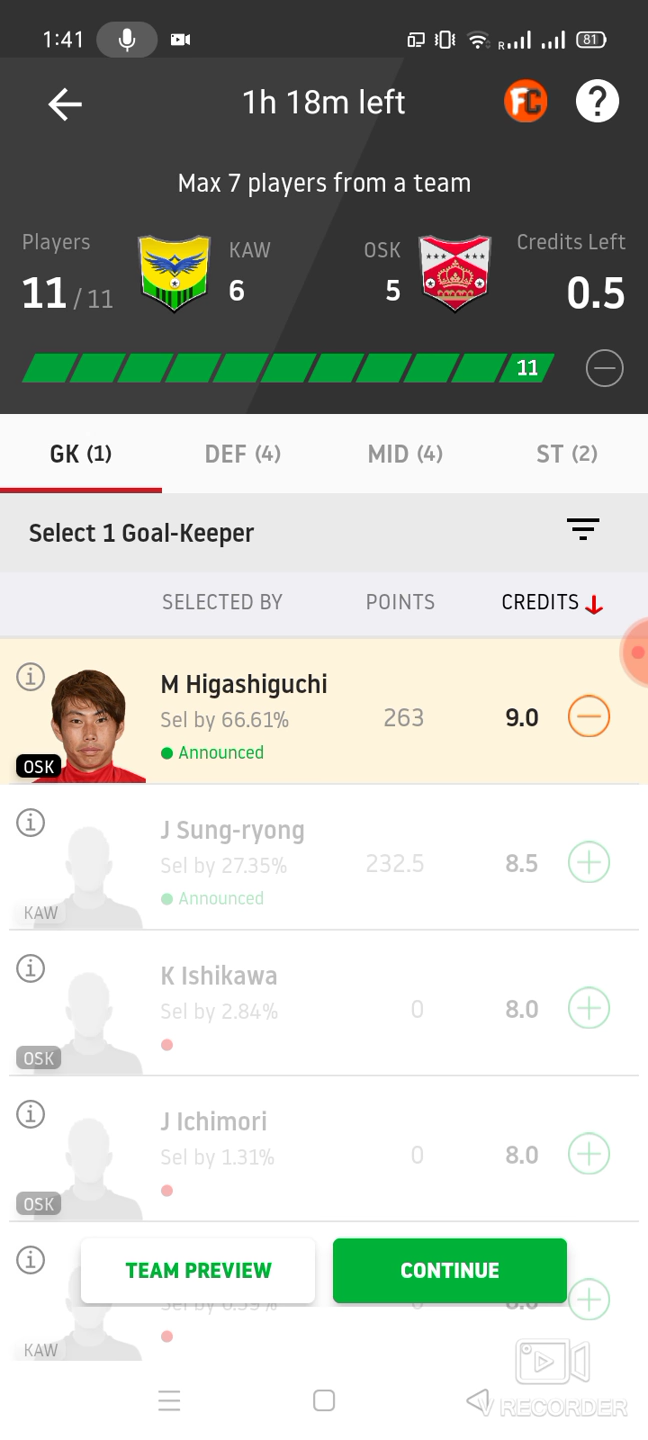 1:41
R
81
1h 18m left
FC
?
Max 7 players from a team
Players
KAW
OSK
Credits Left
11 / 11
6
5
0.5
11
GK (1)
DEF (4)
MID (4)
ST (2)
Select 1 Goal-Keeper
SELECTED BY
POINTS
CREDITS
M Higashiguchi
Sel by 66.61%
263
9.0
Announced
OSK
J Sung-ryong
Sel by 27.35%
232.5
8.5
Announced
KAW
K Ishikawa
Sel by 2.84%
0
8.0
OSK
J Ichimori
Sel by 1.31%
0
8.0
OSK
TEAM PREVIEW
CONTINUE
Sel by
KAW
V RECORDER